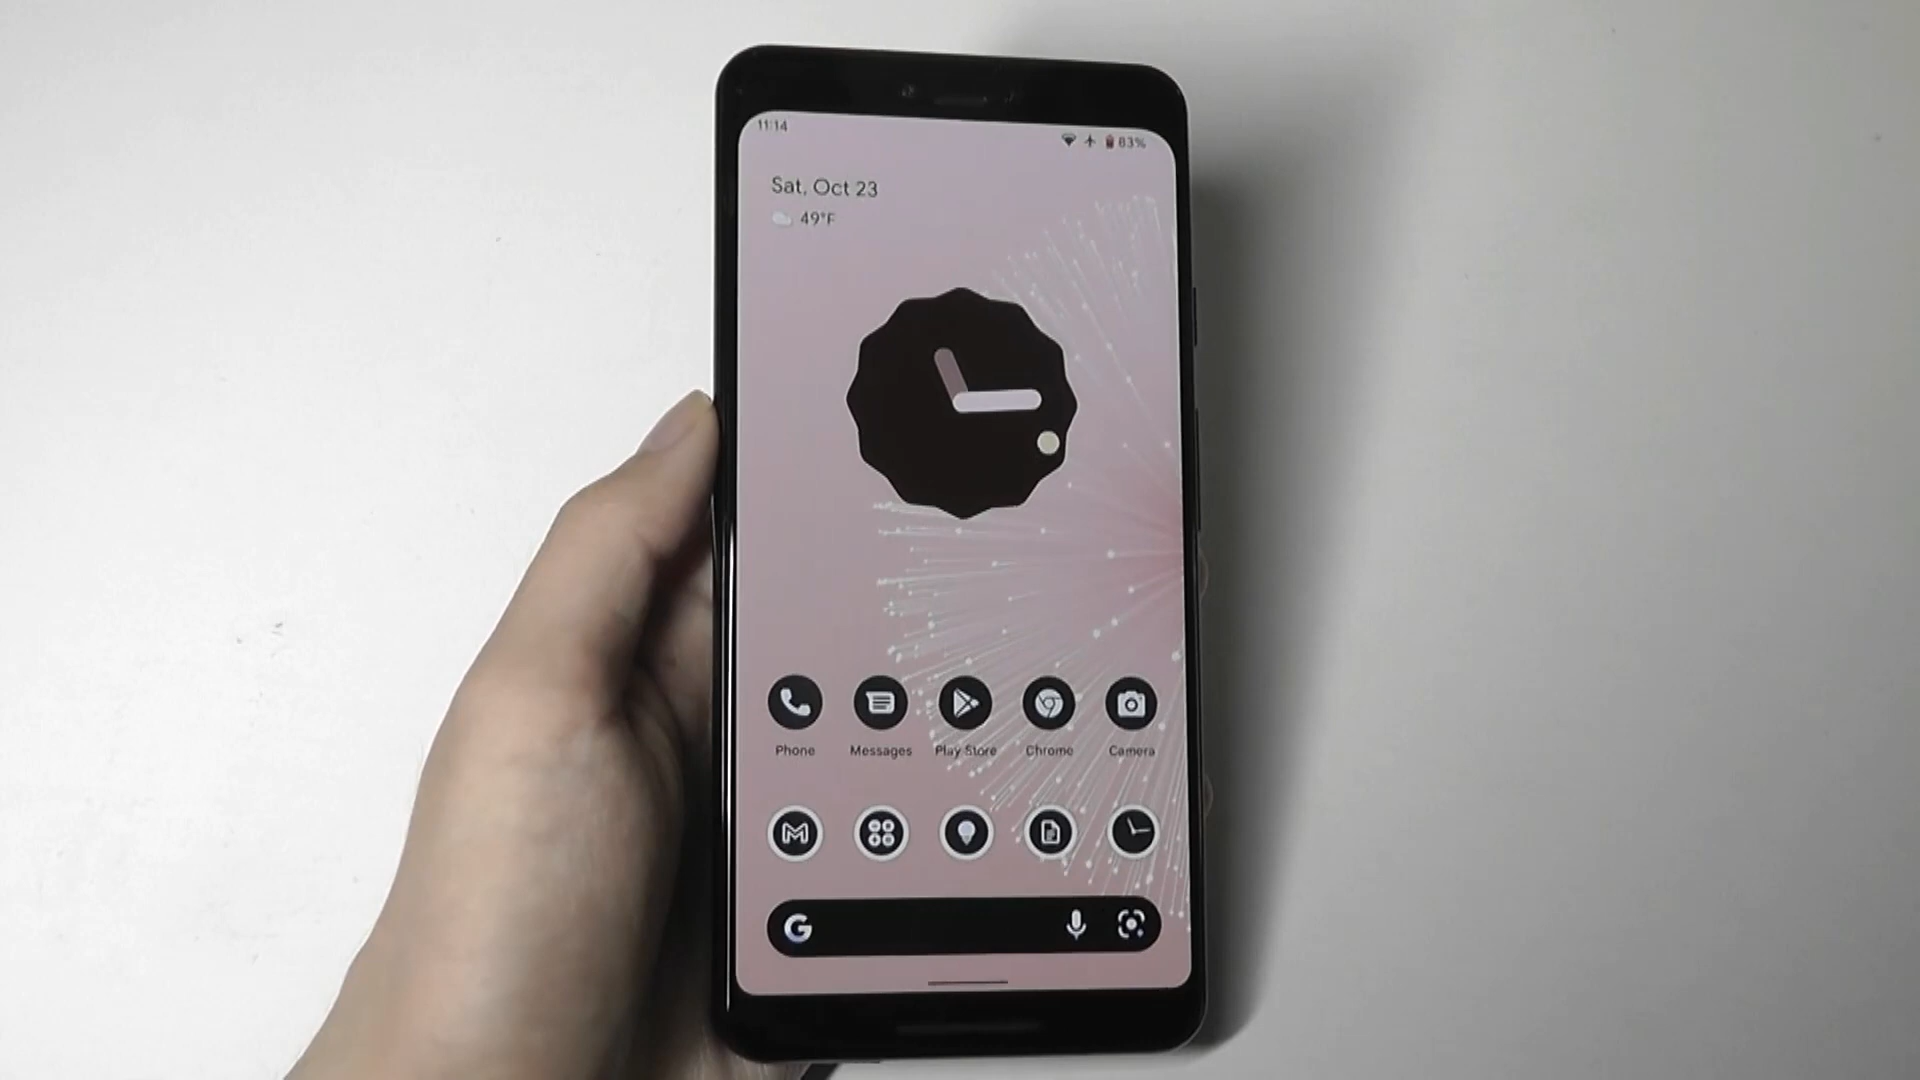 11:14
83%
Sat, Oct 23
49°F
Phone Messages Play Store Chrome Camera
G